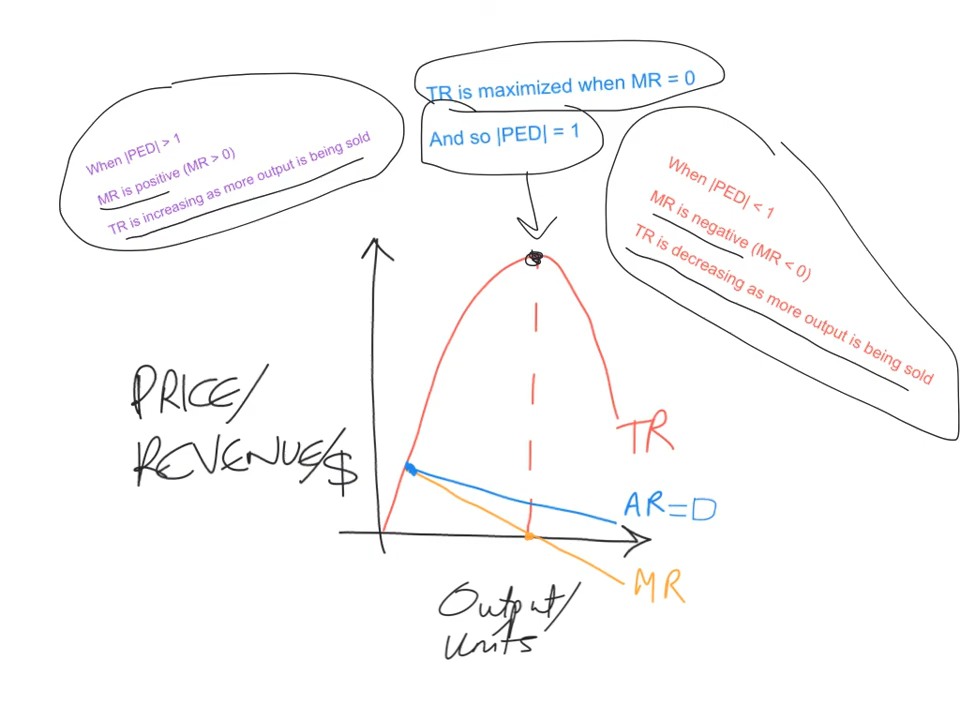 TR is maximized when MR = 0
And so |PED| = 1
When |PED| > 1
MR is positive (MR > 0)
TR is increasing as more output is being sold
When |PED| < 1
MR is negative (MR < 0)
TR is decreasing as more output is being sold
PRICE/
REVENUE/$
TR
AR=D
MR
Output/
Units